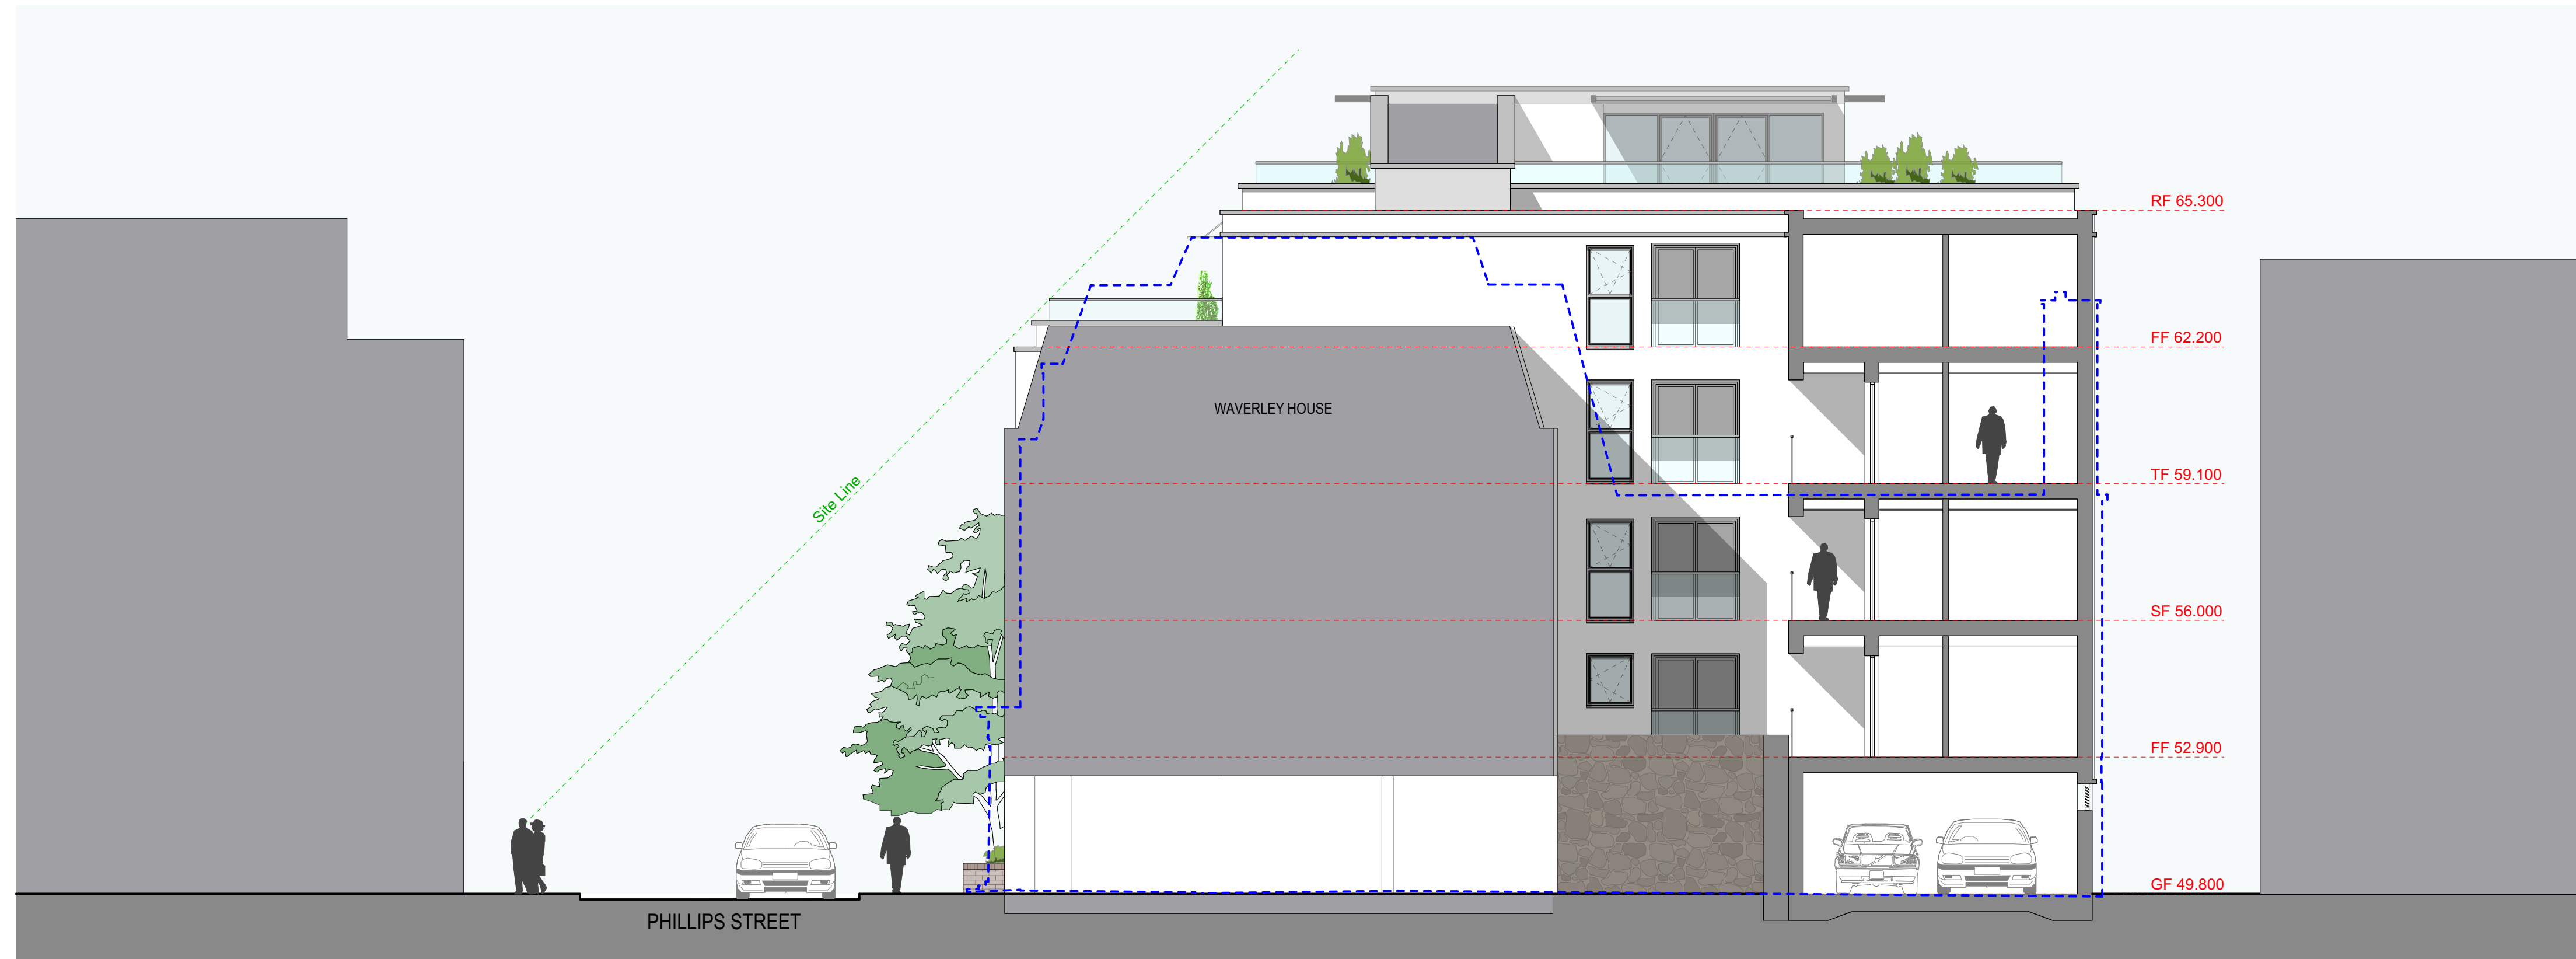 RF 65.300
FF 62.200
WAVERLEY HOUSE
TF 59.100
Site Line
SF 56.000
FF 52.900
GF 49.800
PHILLIPS STREET